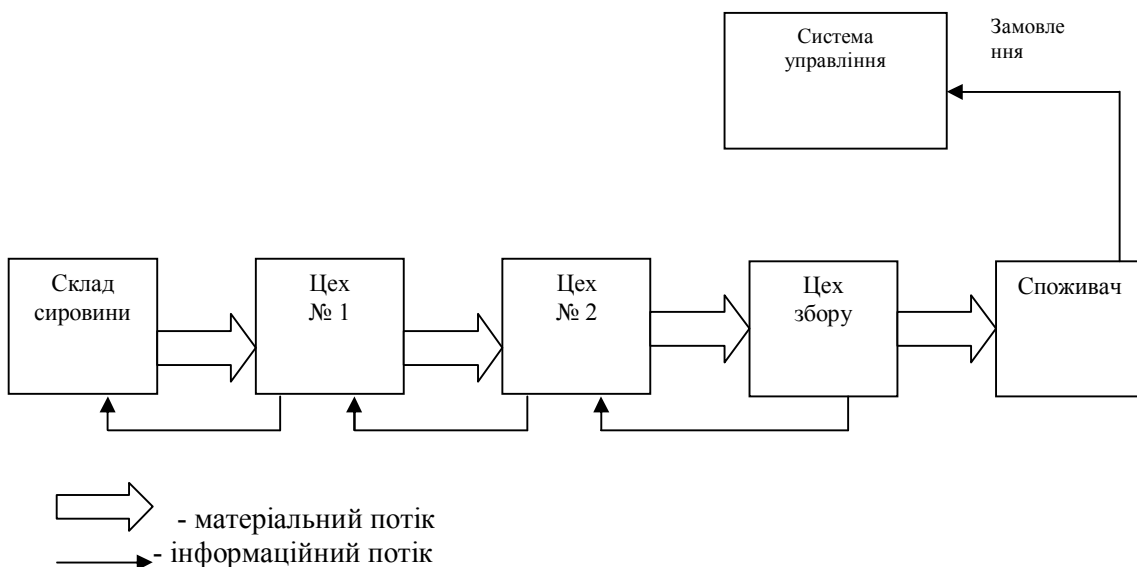 Система
управління
Замовле
ння
Склад
сировини
Цех
№ 1
Цех
№ 2
Цех
збору
Споживач
- матеріальний потік
- інформаційний потік